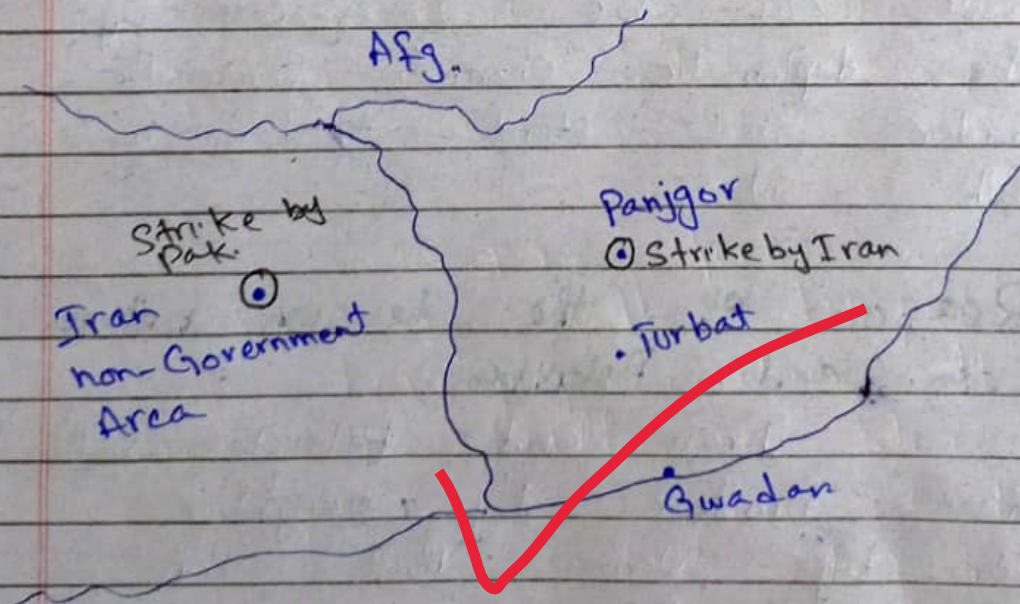 Afg.
Strike by
Pak.
Iran
non-Government
Area
Panjgor
Strike by Iran
Turbat
Gwadar